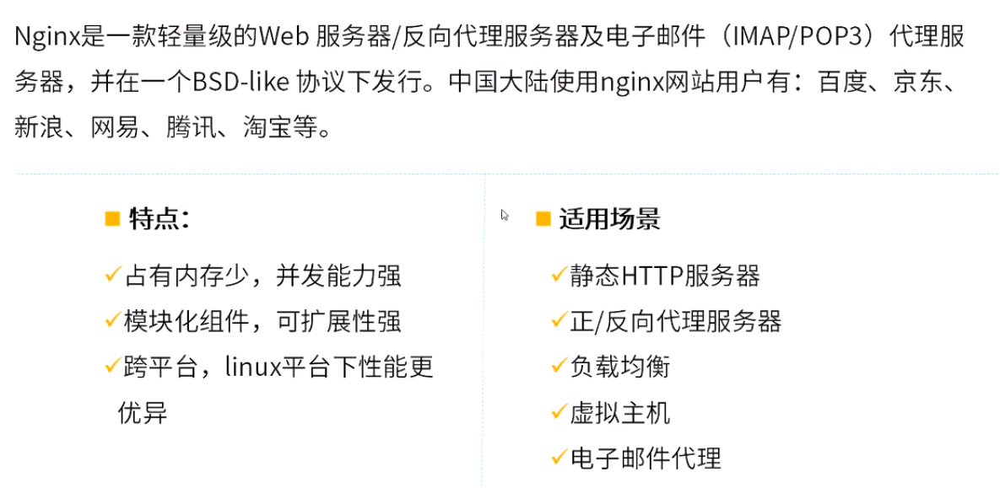 Nginx是一款轻量级的Web 服务器/反向代理服务器及电子邮件（IMAP/POP3）代理服
务器，并在一个BSD-like 协议下发行。中国大陆使用nginx网站用户有：百度、京东、
新浪、网易、腾讯、淘宝等。
特点：
占有内存少，并发能力强
模块化组件，可扩展性强
跨平台，linux平台下性能更
优异
适用场景
静态HTTP服务器
正/反向代理服务器
负载均衡
虚拟主机
电子邮件代理